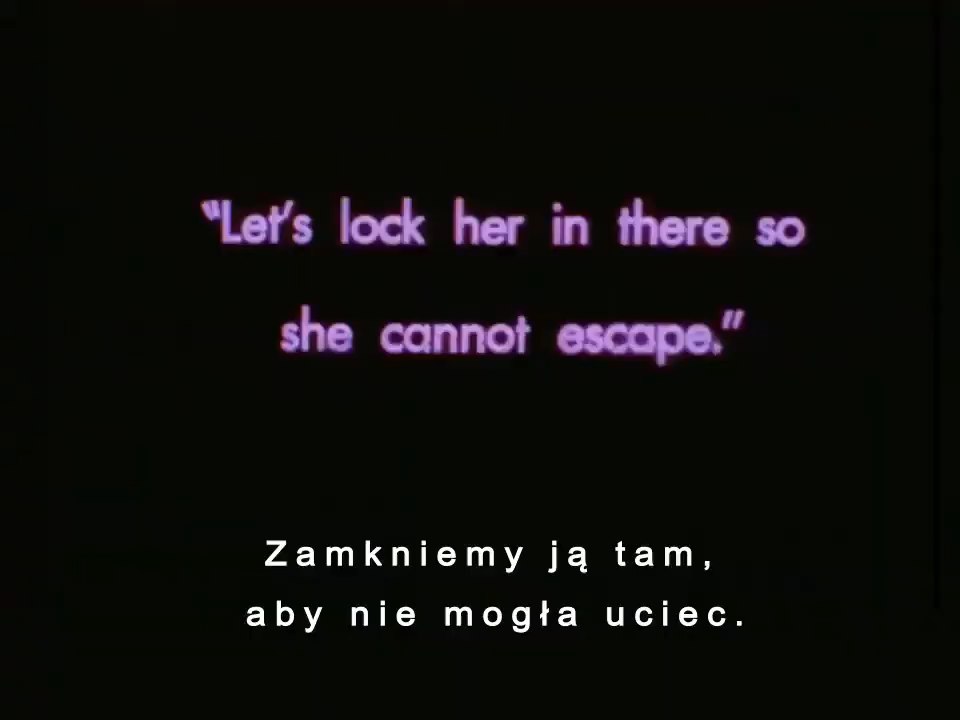 “Let’s lock her in there so
she cannot escape.”
Zamkniemy ją tam,
aby nie mogła uciec.